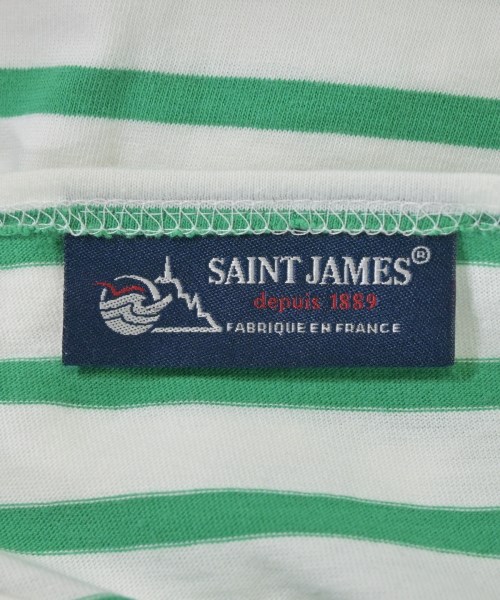 SAINT JAMES®
depuis 1889
FABRIQUE EN FRANCE